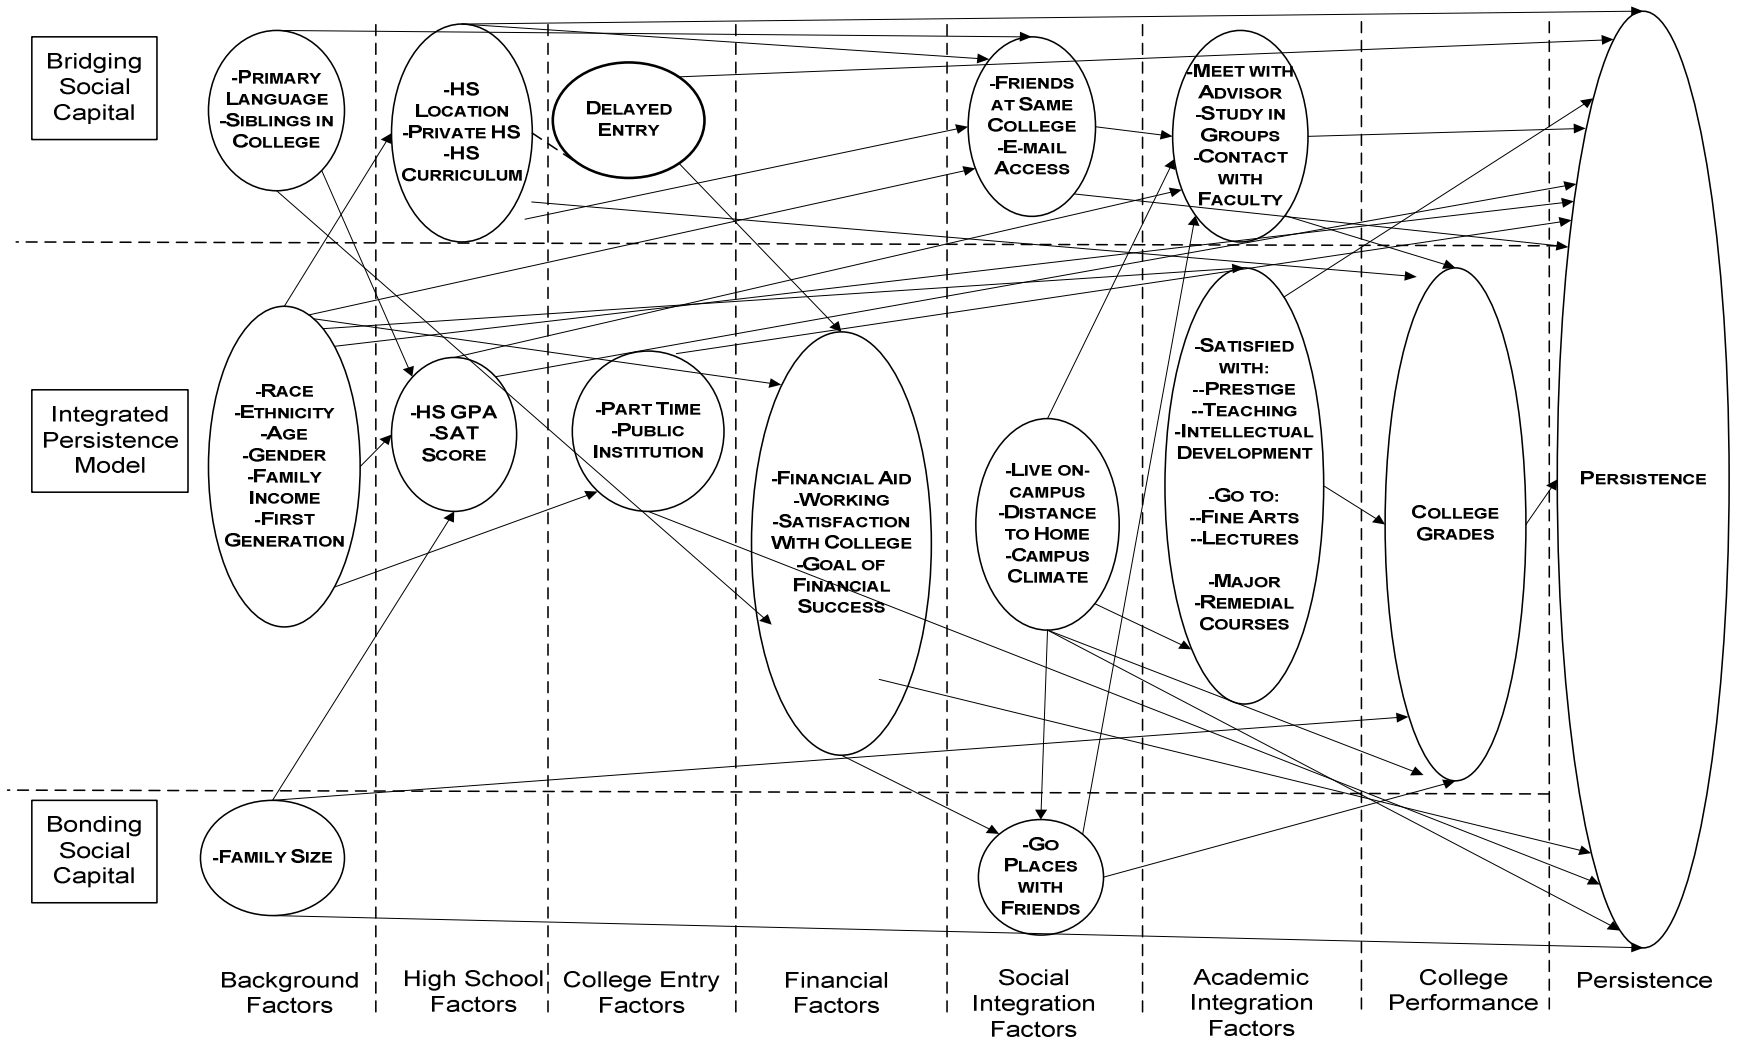 Bridging
Social
Capital
-PRIMARY
LANGUAGE
-SIBLINGS IN
COLLEGE
-HS
LOCATION
-PRIVATE HS
-HS
CURRICULUM
DELAYED
ENTRY
-FRIENDS
AT SAME
COLLEGE
-E-MAIL
ACCESS
-MEET WITH
ADVISOR
-STUDY IN
GROUPS
-CONTACT
WITH
FACULTY
Integrated
Persistence
Model
-RACE
-ETHNICITY
-AGE
-GENDER
-FAMILY
INCOME
-FIRST
GENERATION
-HS GPA
-SAT
SCORE
-PART TIME
-PUBLIC
INSTITUTION
-FINANCIAL AID
-WORKING
-SATISFACTION
WITH COLLEGE
-GOAL OF
FINANCIAL
SUCCESS
-LIVE ON-
CAMPUS
-DISTANCE
TO HOME
-CAMPUS
CLIMATE
-SATISFIED
WITH:
--PRESTIGE
--TEACHING
-INTELLECTUAL
DEVELOPMENT
-GO TO:
--FINE ARTS
--LECTURES
-MAJOR
-REMEDIAL
COURSES
COLLEGE
GRADES
PERSISTENCE
Bonding
Social
Capital
-FAMILY SIZE
-GO
PLACES
WITH
FRIENDS
Background
Factors
High School
Factors
College Entry
Factors
Financial
Factors
Social
Integration
Factors
Academic
Integration
Factors
College
Performance
Persistence